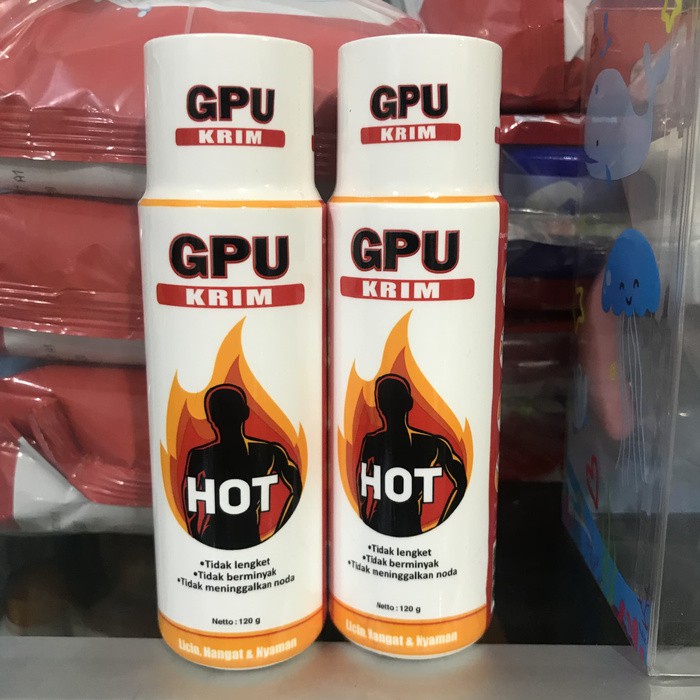 GPU
KRIM
GPU
KRIM
HOT
•Tidak lengket
•Tidak berminyak
•Tidak meninggalkan noda
Netto : 120 g
Licin, Hangat & Nyaman
GPU
KRIM
GPU
KRIM
HOT
•Tidak lengket
•Tidak berminyak
•Tidak meninggalkan noda
Netto : 120 g
Licin, Hangat & Nyaman